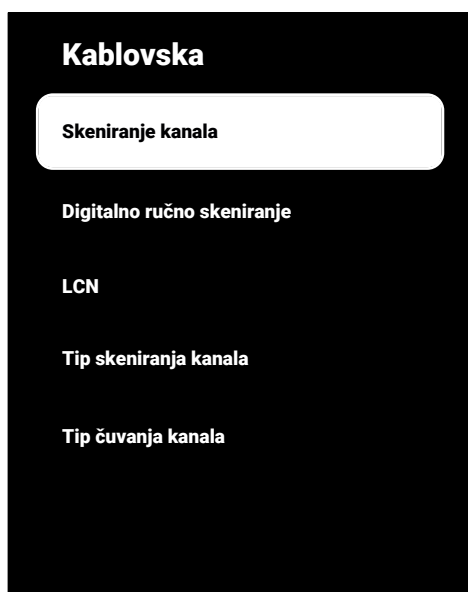 Kablovska
Skeniranje kanala
Digitalno ručno skeniranje
LCN
Tip skeniranja kanala
Tip čuvanja kanala